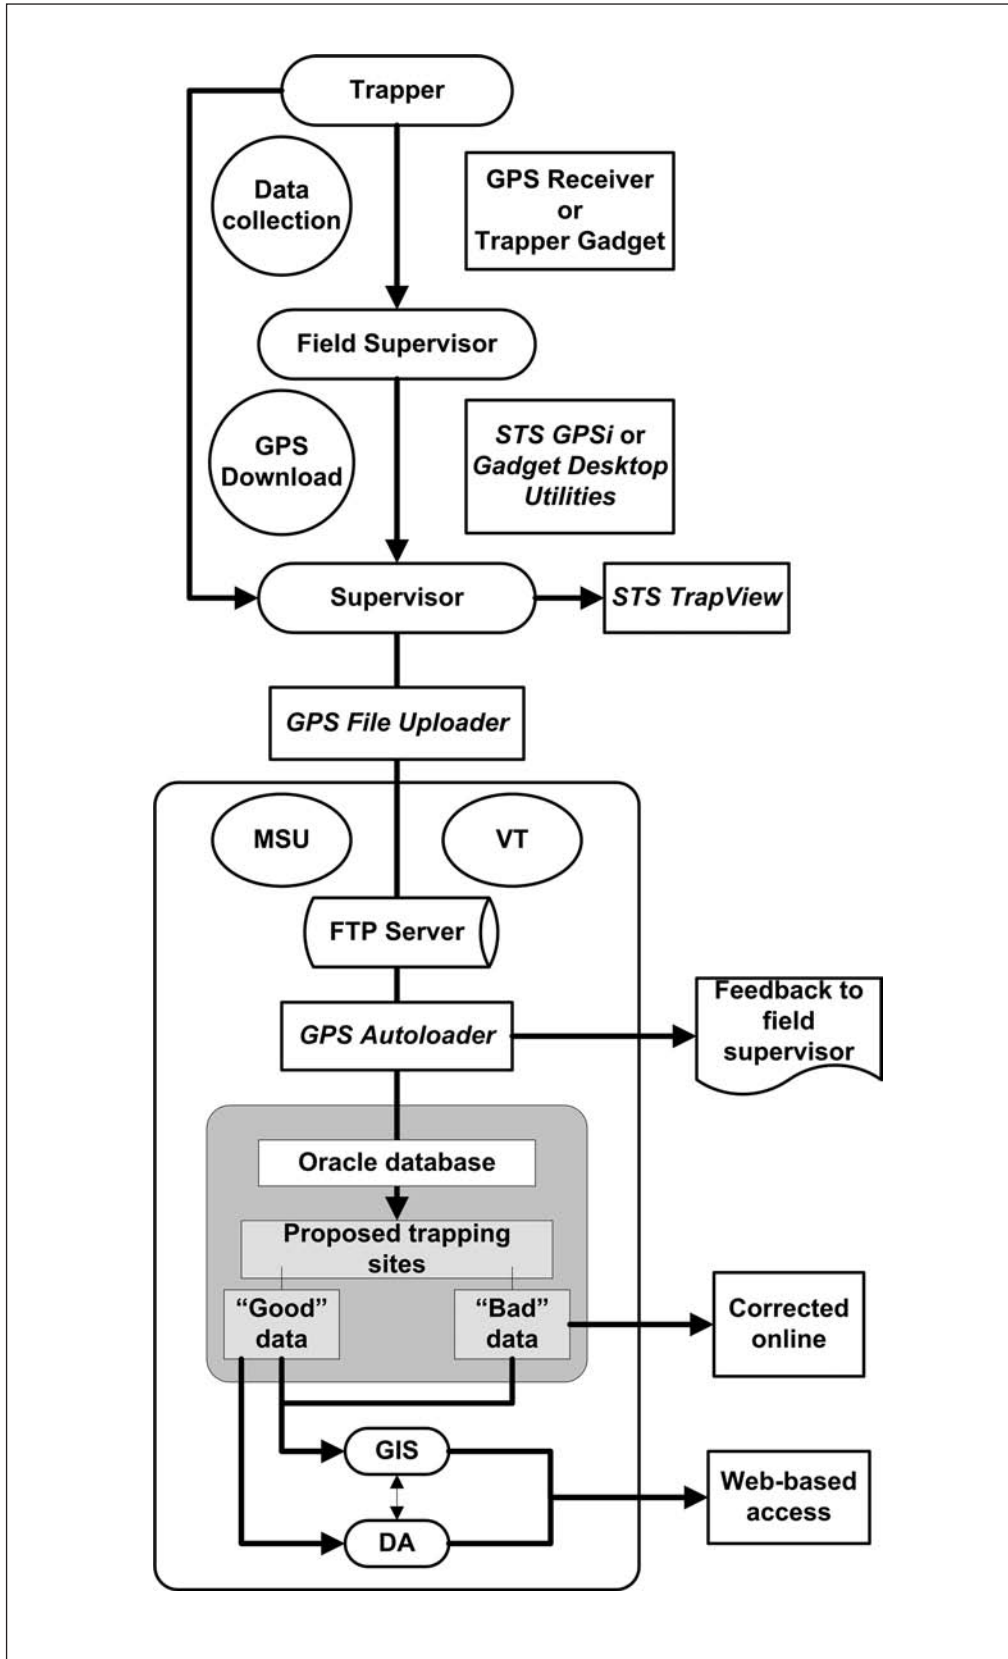 Trapper
Data
collection
GPS Receiver
or
Trapper Gadget
Field Supervisor
GPS
Download
STS GPSi or
Gadget Desktop
Utilities
Supervisor
STS TrapView
GPS File Uploader
MSU
VT
FTP Server
GPS Autoloader
Feedback to
field
supervisor
Oracle database
Proposed trapping
sites
“Good”
data
“Bad”
data
Corrected
online
GIS
Web-based
access
DA